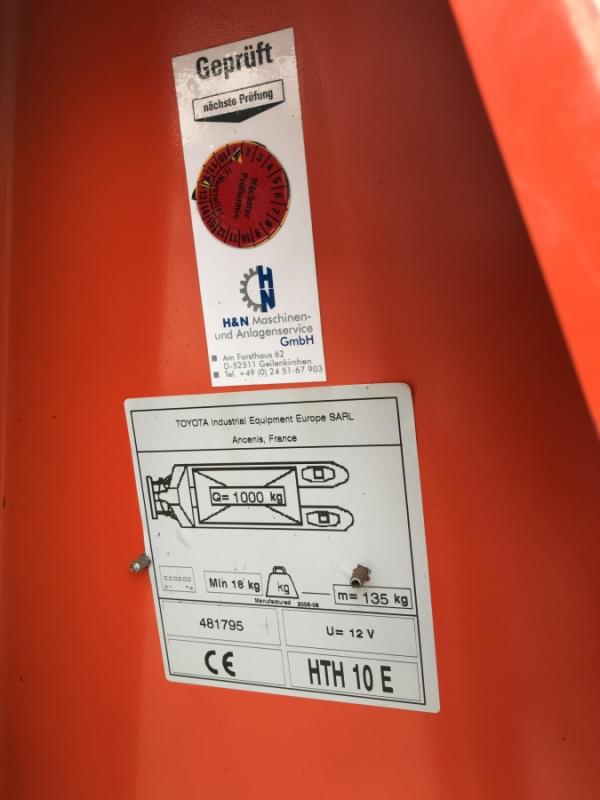 Geprüft
nächste Prüfung
Nächster
Prüftermin
HN
H&N Maschinen-
und Anlagenservice
GmbH
Am Forsthaus 62
D-52511 Geilenkirchen
Tel. +49 (0) 24 51-67 903
TOYOTA Industrial Equipment Europe SARL
Ancenis, France
Q= 1000 kg
Min 18 kg
kg
m= 135 kg
Manufactured 2005-08
481795
U= 12 V
CE
HTH 10 E